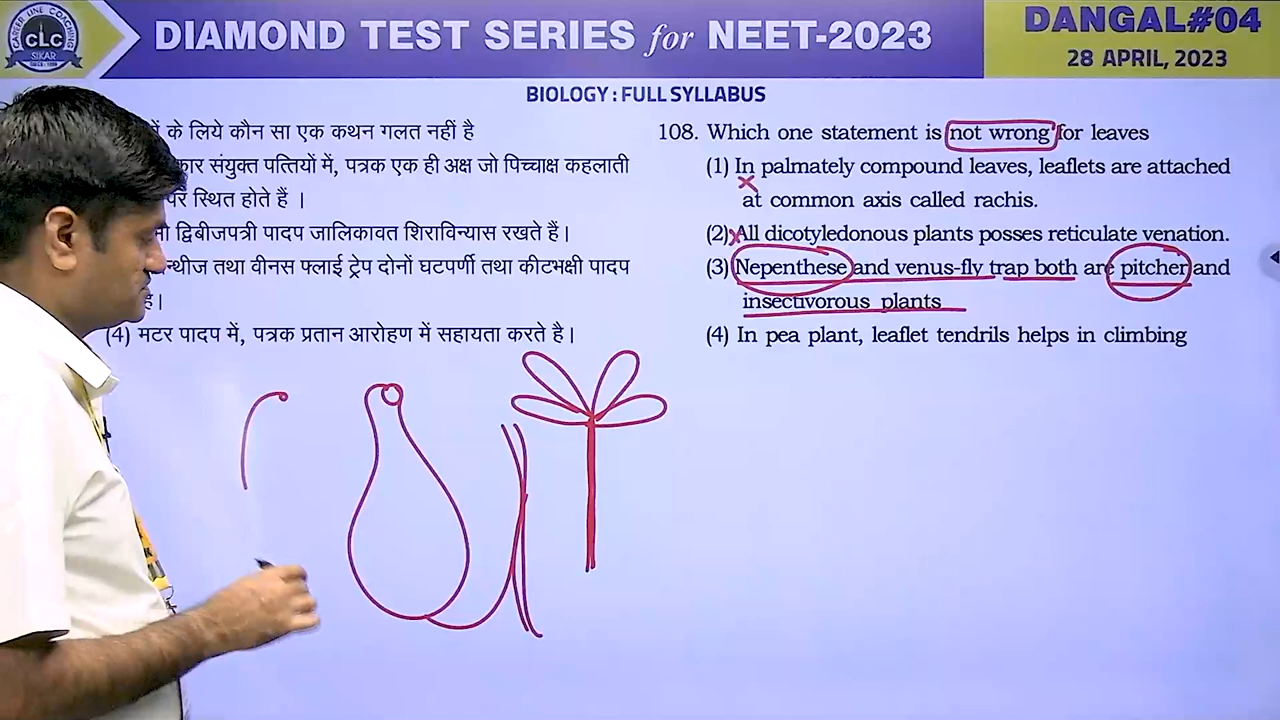 CAREER LINE COACHING
CLC
SIKAR
DIAMOND TEST SERIES for NEET-2023
DANGAL#04
28 APRIL, 2023
BIOLOGY : FULL SYLLABUS
के लिये कौन सा एक कथन गलत नहीं है
संयुक्त पत्तियों में, पत्रक एक ही अक्ष जो पिच्चाक्ष कहलाती
पर स्थित होते हैं ।
द्विबीजपत्री पादप जालिकावत शिराविन्यास रखते हैं।
तथा वीनस फ्लाई ट्रेप दोनों घटपर्णी तथा कीटभक्षी पादप
है।
(4) मटर पादप में, पत्रक प्रतान आरोहण में सहायता करते है।
108. Which one statement is not wrong for leaves
(1) In palmately compound leaves, leaflets are attached
at common axis called rachis.
(2) All dicotyledonous plants posses reticulate venation.
(3) Nepenthese and venus-fly trap both are pitcher and
insectivorous plants
(4) In pea plant, leaflet tendrils helps in climbing